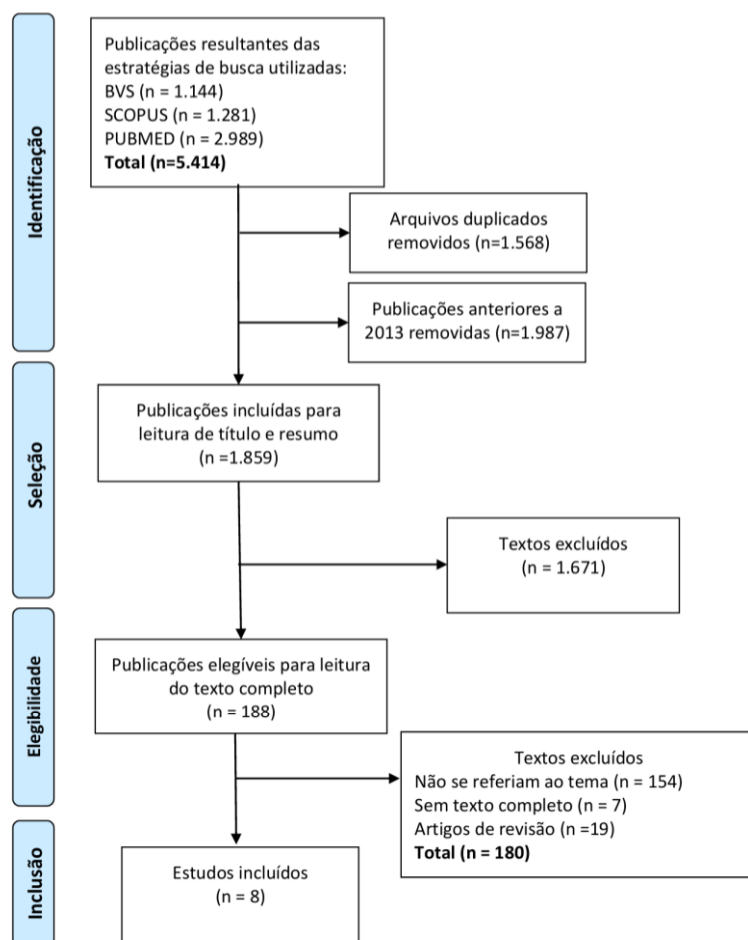 Identificação
Publicações resultantes das
estratégias de busca utilizadas:
BVS (n = 1.144)
SCOPUS (n = 1.281)
PUBMED (n = 2.989)
Total (n=5.414)
Arquivos duplicados
removidos (n=1.568)
Publicações anteriores a
2013 removidas (n=1.987)
Seleção
Publicações incluídas para
leitura de título e resumo
(n =1.859)
Textos excluídos
(n = 1.671)
Elegibilidade
Publicações elegíveis para leitura
do texto completo
(n = 188)
Textos excluídos
Não se referiam ao tema (n = 154)
Sem texto completo (n = 7)
Artigos de revisão (n =19)
Total (n = 180)
Inclusão
Estudos incluídos
(n = 8)